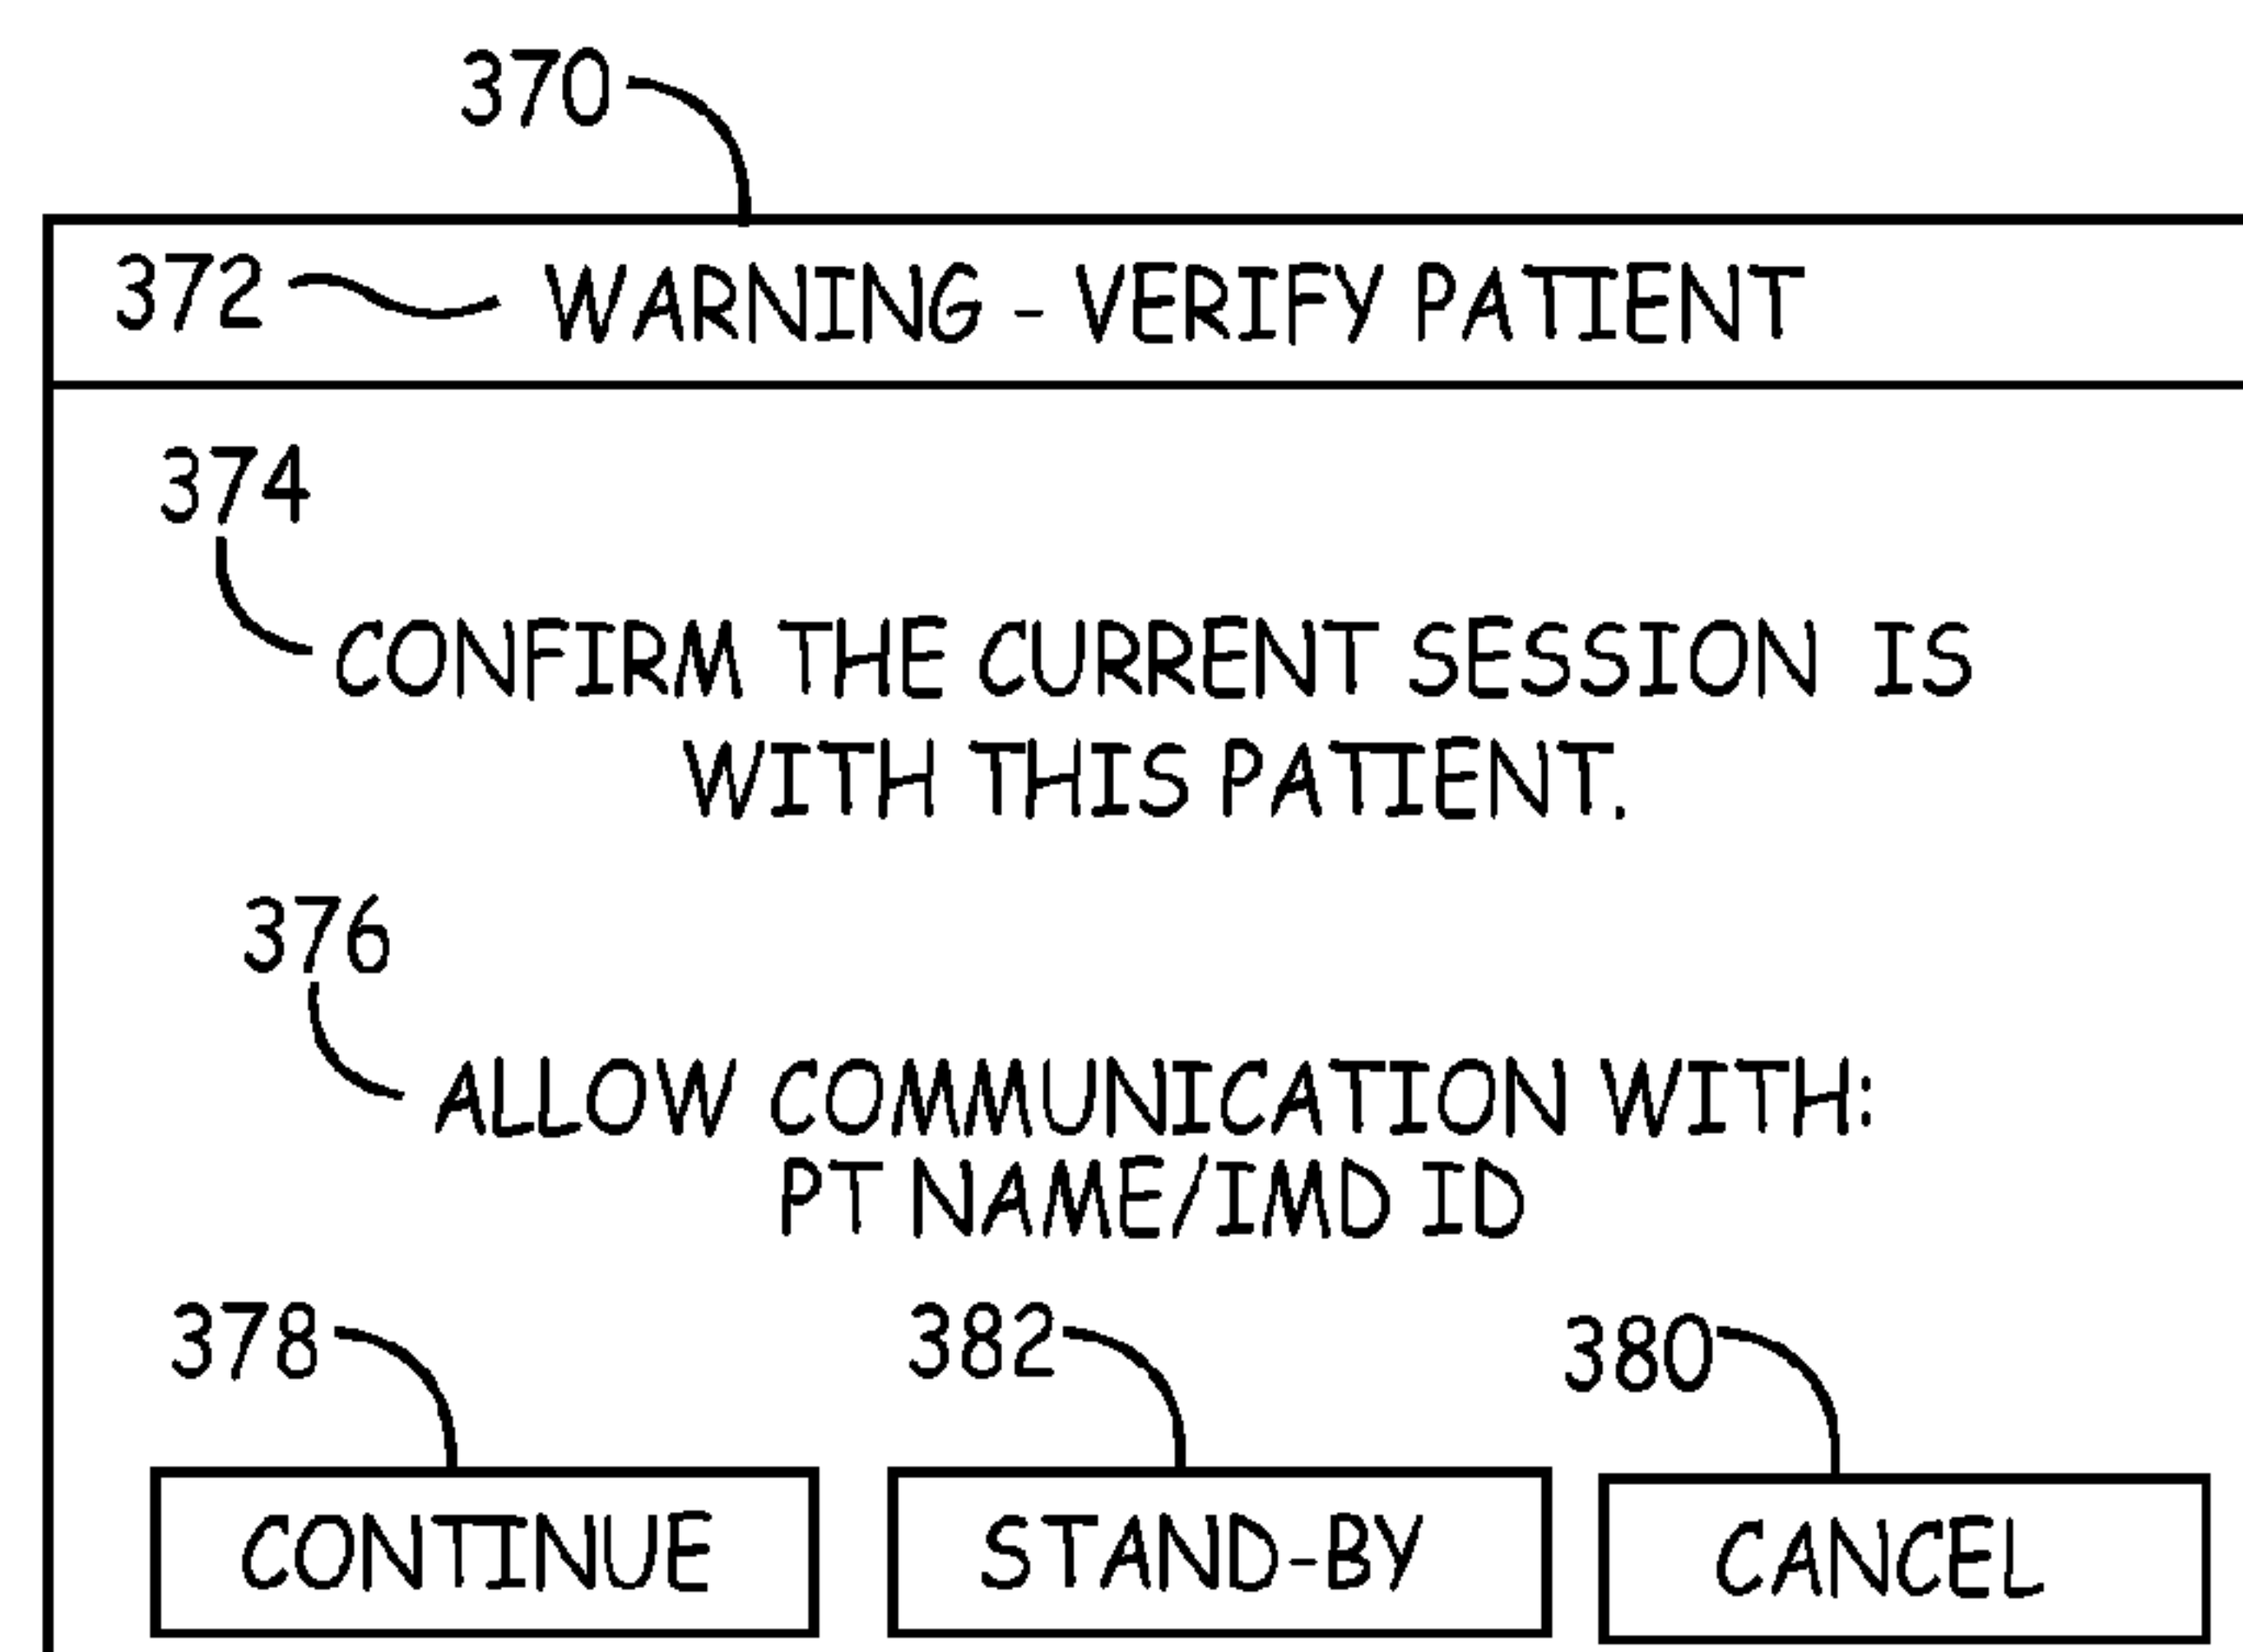 370
372 WARNING - VERIFY PATIENT
374
CONFIRM THE CURRENT SESSION IS
WITH THIS PATIENT.
376
ALLOW COMMUNICATION WITH:
PT NAME/IMD ID
378 382 380
CONTINUE STAND-BY CANCEL